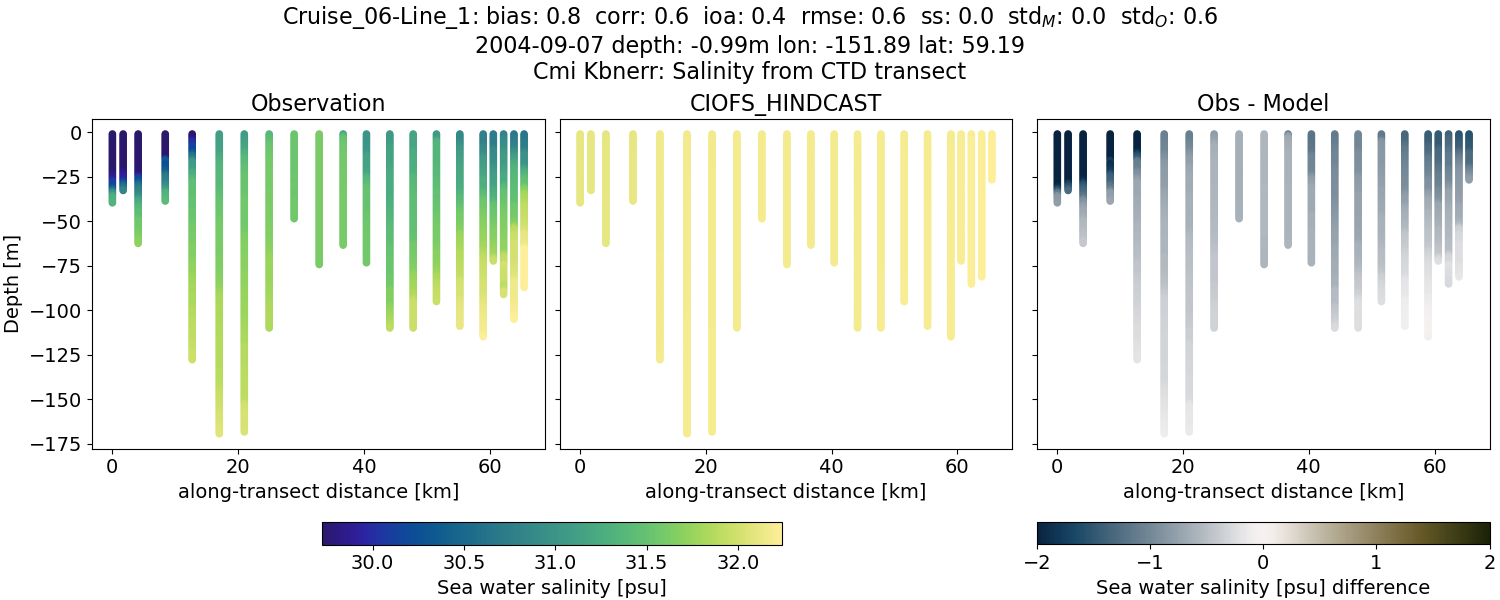 Cruise_06-Line_1: bias: 0.8  corr: 0.6  ioa: 0.4  rmse: 0.6  ss: 0.0  std_M: 0.0  std_O: 0.6
2004-09-07 depth: -0.99m lon: -151.89 lat: 59.19
Cmi Kbnerr: Salinity from CTD transect
Observation
CIOFS_HINDCAST
Obs - Model
Depth [m]
0
−25
−50
−75
−100
−125
−150
−175
0 20 40 60
0 20 40 60
0 20 40 60
along-transect distance [km]
along-transect distance [km]
along-transect distance [km]
30.0 30.5 31.0 31.5 32.0
Sea water salinity [psu]
−2 −1 0 1 2
Sea water salinity [psu] difference